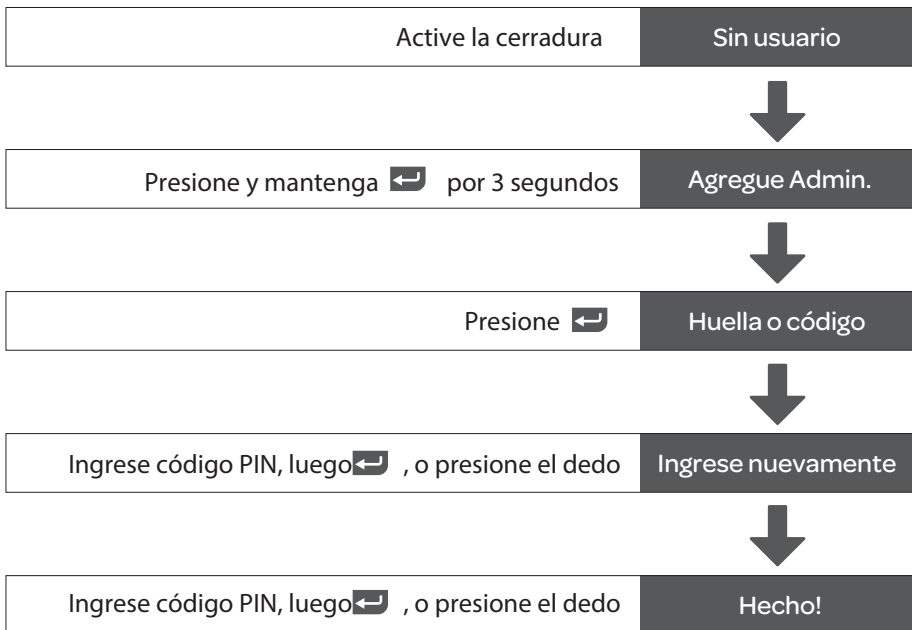 Active la cerradura Sin usuario
Presione y mantenga por 3 segundos Agregue Admin.
Presione Huella o código
Ingrese código PIN, luego , o presione el dedo Ingrese nuevamente
Ingrese código PIN, luego , o presione el dedo Hecho!